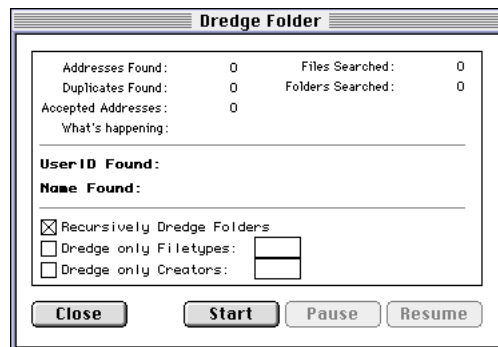 Dredge Folder
Addresses Found: 0 Files Searched: 0
Duplicates Found: 0 Folders Searched: 0
Accepted Addresses: 0
What's happening:
UserID Found:
Name Found:
Recursively Dredge Folders
Dredge only Filetypes:
Dredge only Creators:
Close Start Pause Resume